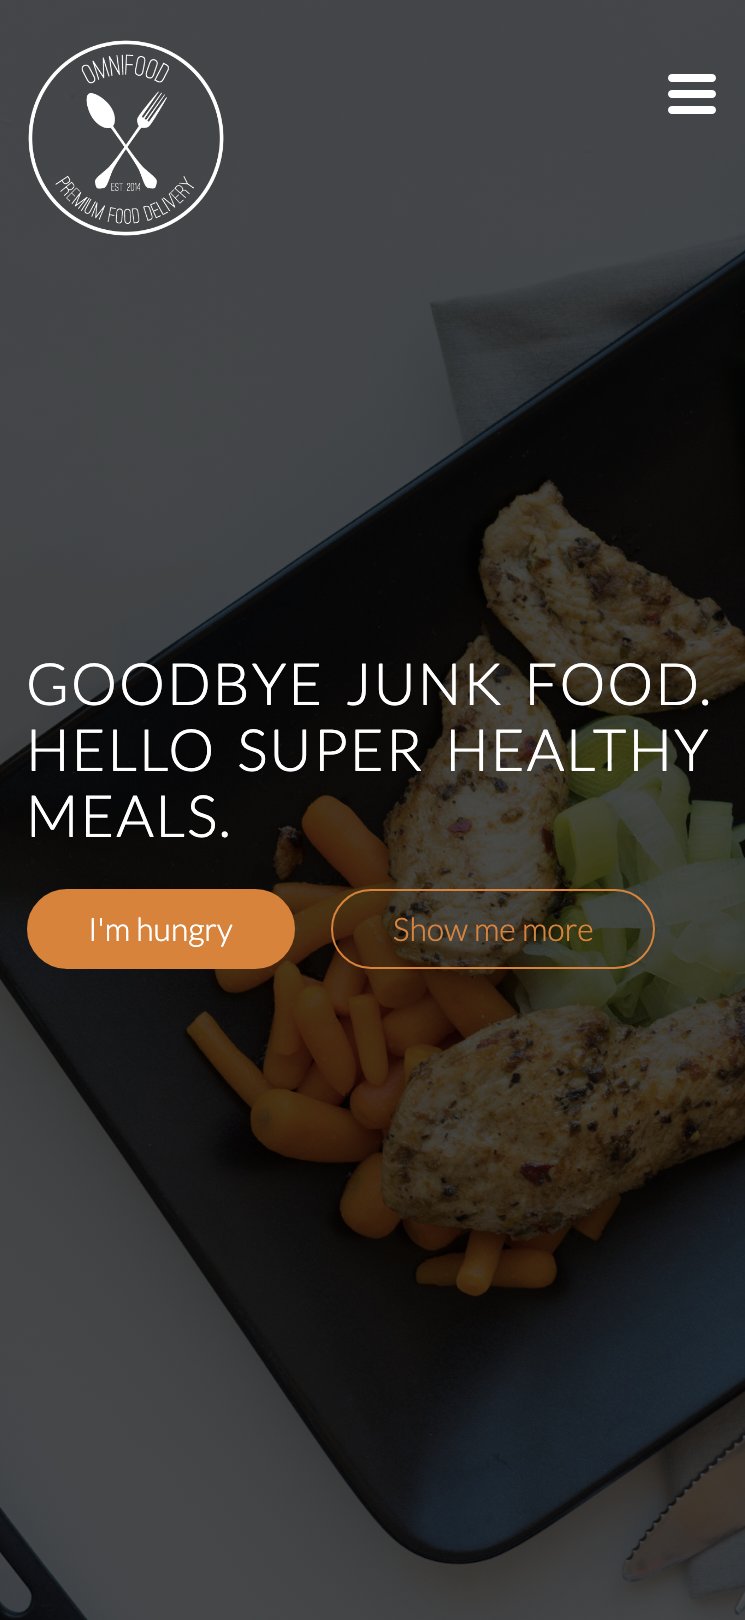 OMNIFOOD
EST 2014
PREMIUM FOOD DELIVERY
GOODBYE JUNK FOOD.
HELLO SUPER HEALTHY
MEALS.
I'm hungry
Show me more